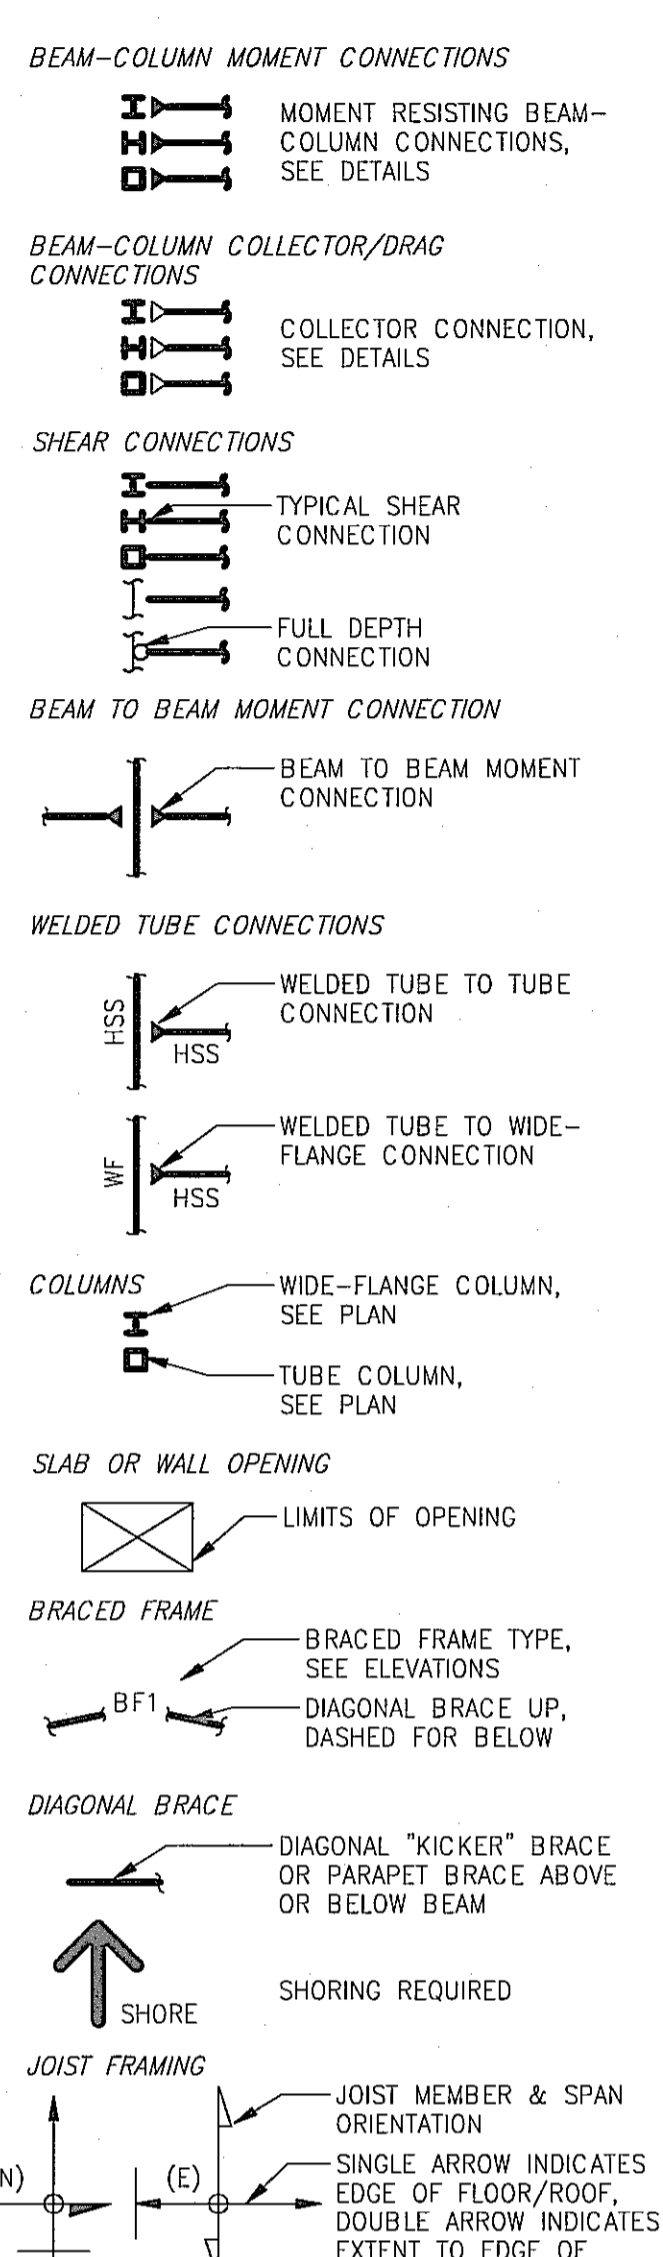 BEAM-COLUMN MOMENT CONNECTIONS
MOMENT RESISTING BEAM-
COLUMN CONNECTIONS,
SEE DETAILS
BEAM-COLUMN COLLECTOR/DRAG
CONNECTIONS
COLLECTOR CONNECTION,
SEE DETAILS
SHEAR CONNECTIONS
TYPICAL SHEAR
CONNECTION
FULL DEPTH
CONNECTION
BEAM TO BEAM MOMENT CONNECTION
BEAM TO BEAM MOMENT
CONNECTION
WELDED TUBE CONNECTIONS
WELDED TUBE TO TUBE
CONNECTION
HSS
HSS
WELDED TUBE TO WIDE-
FLANGE CONNECTION
WF
HSS
COLUMNS
WIDE-FLANGE COLUMN,
SEE PLAN
TUBE COLUMN,
SEE PLAN
SLAB OR WALL OPENING
LIMITS OF OPENING
BRACED FRAME
BRACED FRAME TYPE,
SEE ELEVATIONS
BF1
DIAGONAL BRACE UP,
DASHED FOR BELOW
DIAGONAL BRACE
DIAGONAL "KICKER" BRACE
OR PARAPET BRACE ABOVE
OR BELOW BEAM
SHORING REQUIRED
SHORE
JOIST FRAMING
JOIST MEMBER & SPAN
ORIENTATION
N)
(E)
SINGLE ARROW INDICATES
EDGE OF FLOOR/ROOF,
DOUBLE ARROW INDICATES
EXTENT TO EDGE OF